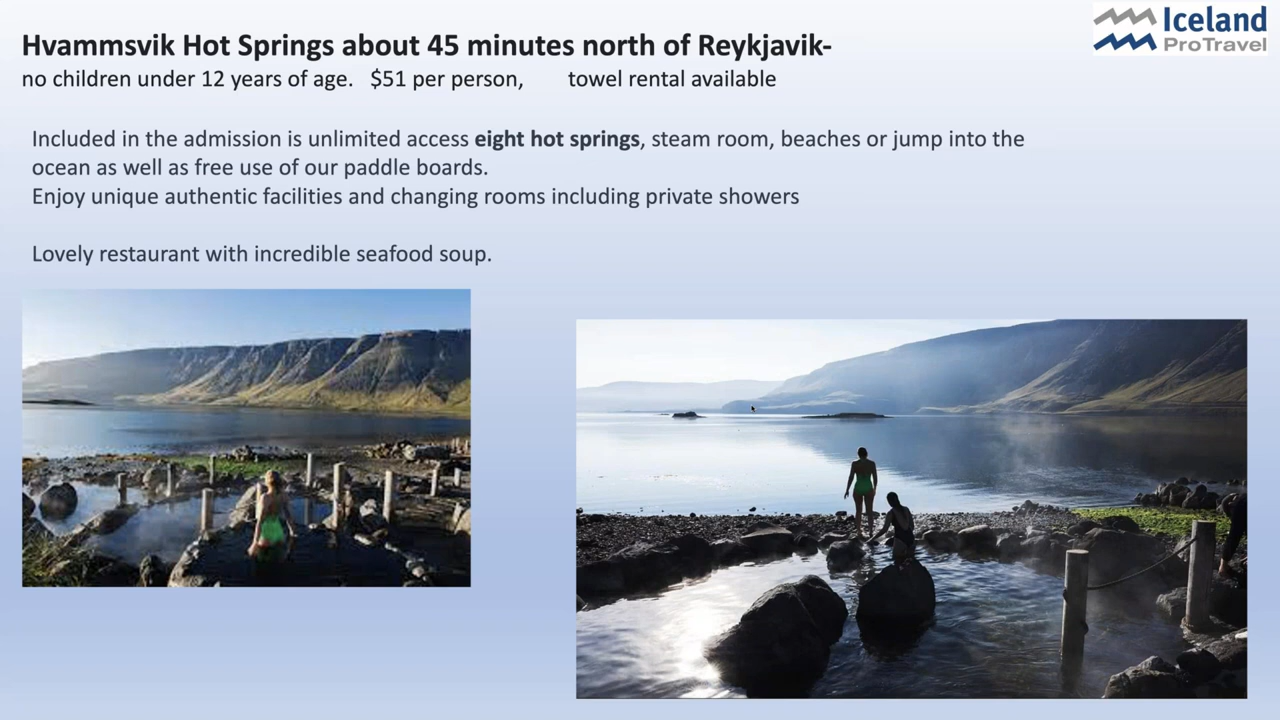 Iceland
ProTravel
Hvammsvik Hot Springs about 45 minutes north of Reykjavik-
no children under 12 years of age. $51 per person, towel rental available
Included in the admission is unlimited access eight hot springs, steam room, beaches or jump into the
ocean as well as free use of our paddle boards.
Enjoy unique authentic facilities and changing rooms including private showers
Lovely restaurant with incredible seafood soup.